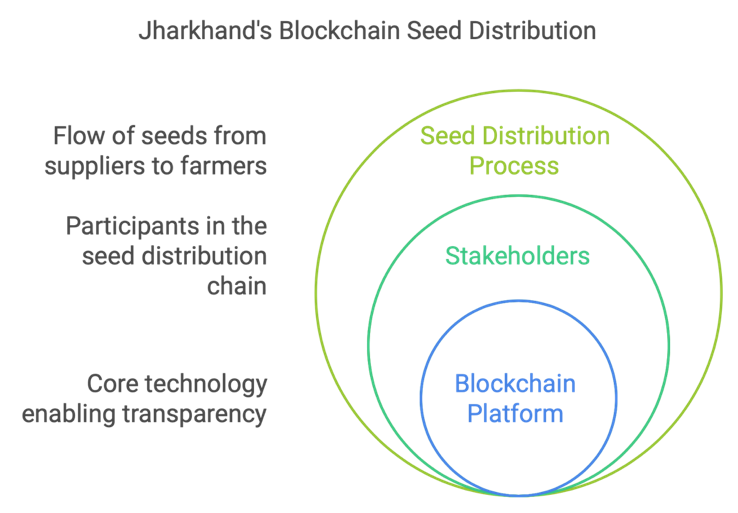 Jharkhand's Blockchain Seed Distribution
Flow of seeds from
suppliers to farmers
Seed Distribution
Process
Participants in the
seed distribution
chain
Stakeholders
Core technology
enabling transparency
Blockchain
Platform